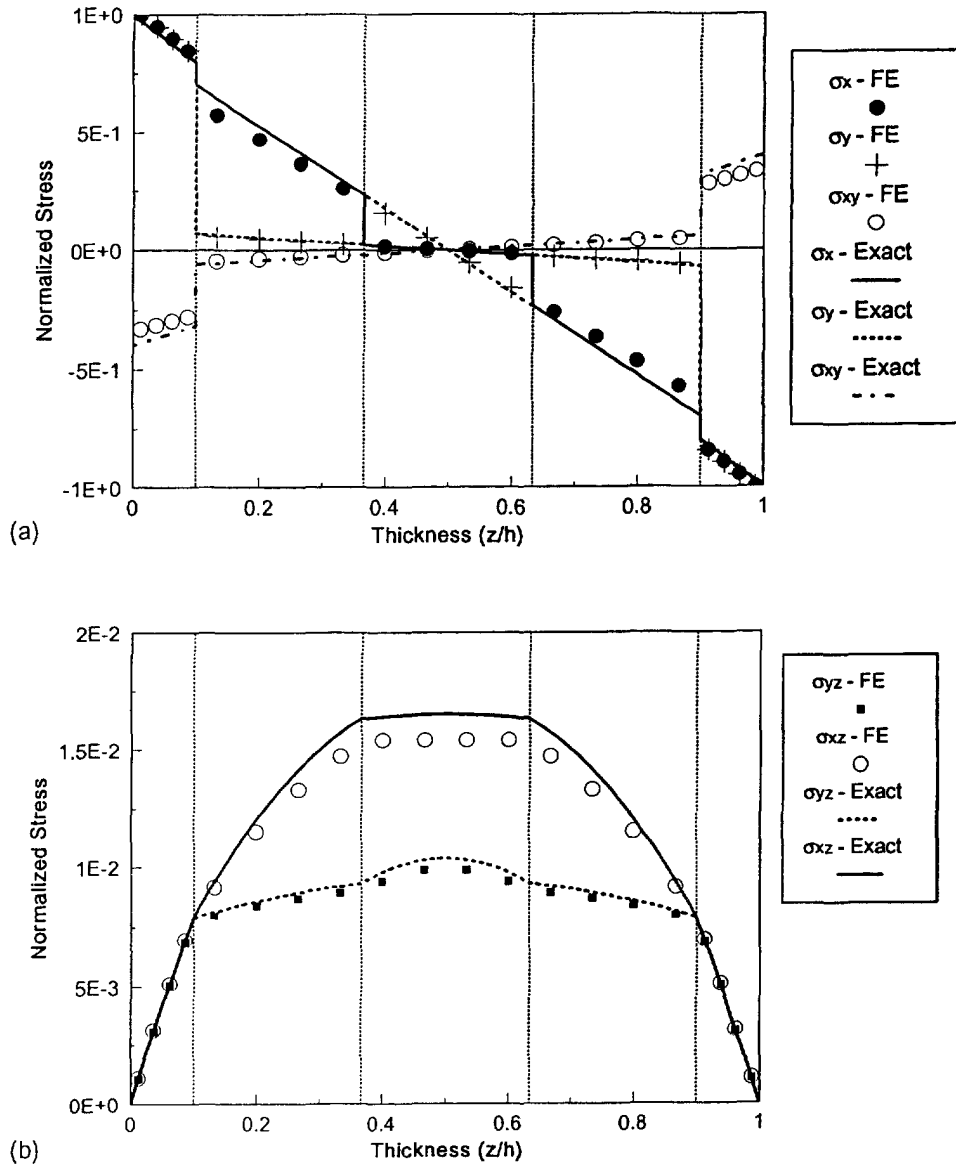 1E+0
5E-1
0E+0
-5E-1
-1E+0
Normalized Stress
0
0.2
0.4
0.6
0.8
1
Thickness (z/h)
(a)
σx - FE
σy - FE
σxy - FE
σx - Exact
σy - Exact
σxy - Exact
2E-2
1.5E-2
1E-2
5E-3
0E+0
Normalized Stress
0
0.2
0.4
0.6
0.8
1
Thickness (z/h)
(b)
σyz - FE
σxz - FE
σyz - Exact
σxz - Exact